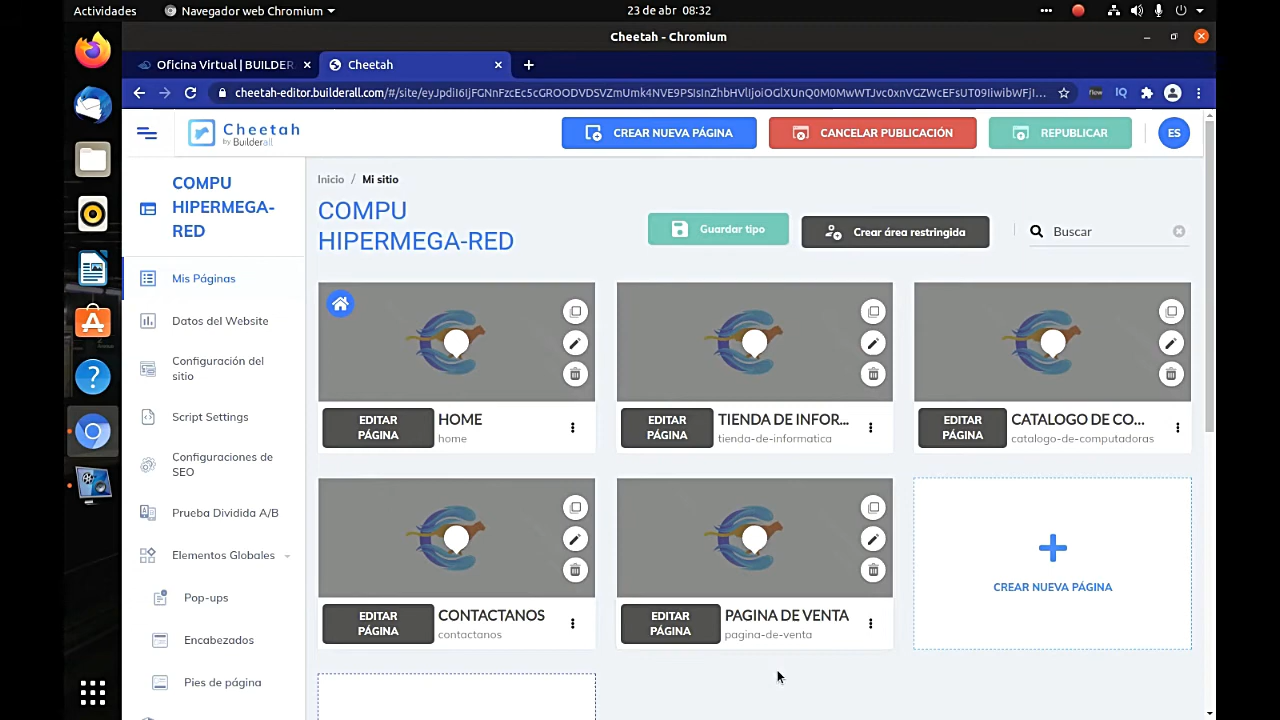 Actividades
Navegador web Chromium
23 de abr 08:32
Cheetah - Chromium
Oficina Virtual | BUILDER
Cheetah
cheetah-editor.builderall.com/#/site/eyJpdiI6IjFGNnFzcEc5cGROODVDSVZmUmk4NVE9PSIsInZhbHVlIjoiOGlXUnQ0M0MwWTJvc0xnVGZWcEFsUT09IiwibWFjI...
new
IQ
Cheetah
by Builderall
CREAR NUEVA PÁGINA
CANCELAR PUBLICACIÓN
REPUBLICAR
ES
COMPU
HIPERMEGA-
RED
Mis Páginas
Datos del Website
Configuración del
sitio
Script Settings
Configuraciones de
SEO
Prueba Dividida A/B
Elementos Globales
Pop-ups
Encabezados
Pies de página
Inicio / Mi sitio
COMPU
HIPERMEGA-RED
Guardar tipo
Crear área restringida
Buscar
EDITAR
PÁGINA
HOME
home
EDITAR
PÁGINA
TIENDA DE INFOR...
tienda-de-informatica
EDITAR
PÁGINA
CATALOGO DE CO...
catalogo-de-computadoras
EDITAR
PÁGINA
CONTACTANOS
contactanos
EDITAR
PÁGINA
PAGINA DE VENTA
pagina-de-venta
CREAR NUEVA PÁGINA